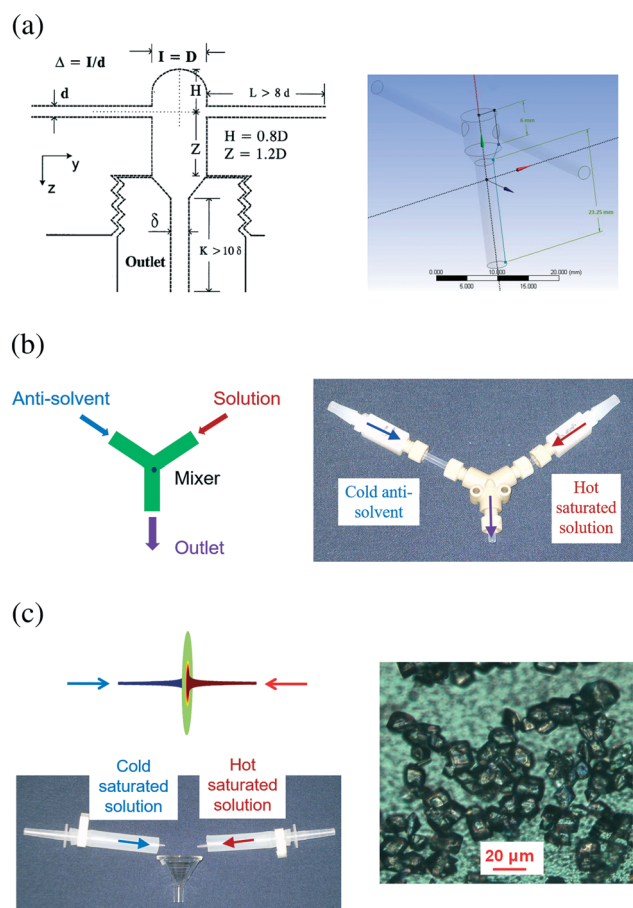 (a)
Δ = I/d
I = D
d
H
L > 8 d
H = 0.8D
Z = 1.2D
Z
y
z
δ
K > 10 δ
Outlet
6 mm
21.25 mm
0.000
10.000
20.000 (mm)
5.000
15.000
(b)
Anti-solvent
Solution
Mixer
Outlet
Cold anti-
solvent
Hot
saturated
solution
(c)
Cold
saturated
solution
Hot
saturated
solution
20 μm